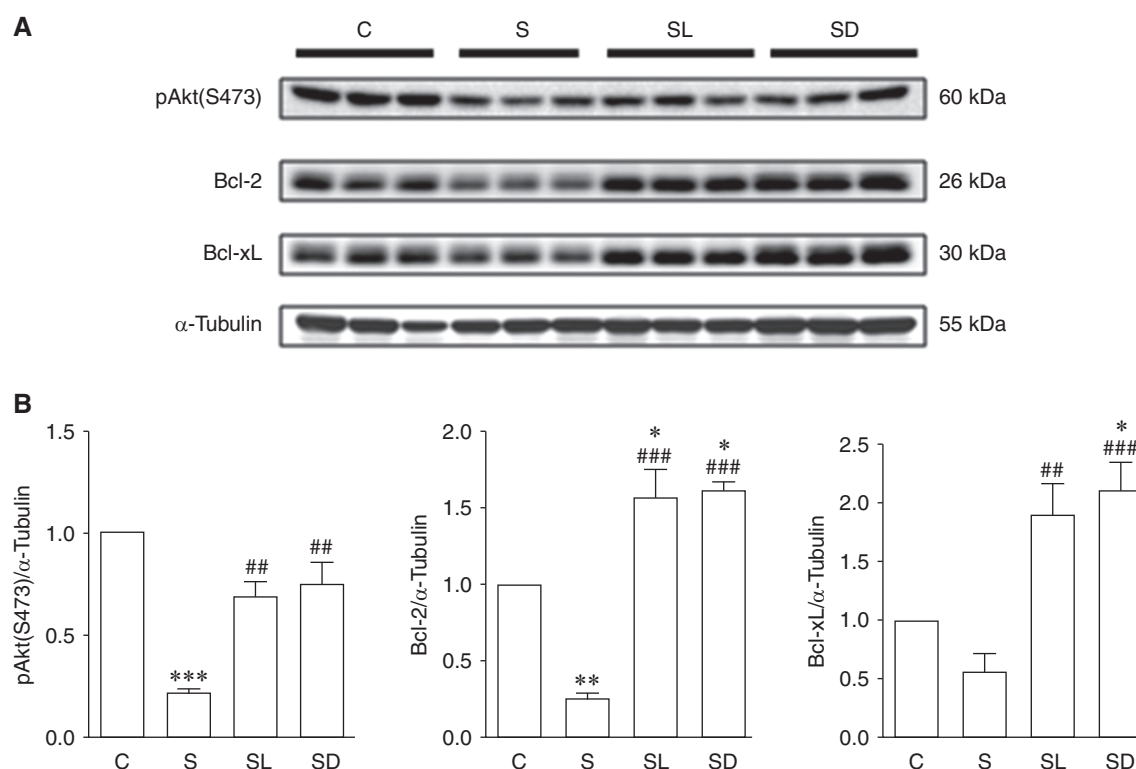 A
C S SL SD
pAkt(S473) 60 kDa
Bcl-2 26 kDa
Bcl-xL 30 kDa
α-Tubulin 55 kDa
B
pAkt(S473)/α-Tubulin
1.5
1.0
0.5
0.0
***
##
##
C S SL SD
Bcl-2/α-Tubulin
2.0
1.5
1.0
0.5
0.0
**
*
###
*
###
C S SL SD
Bcl-xL/α-Tubulin
2.5
2.0
1.5
1.0
0.5
0.0
##
*
###
C S SL SD